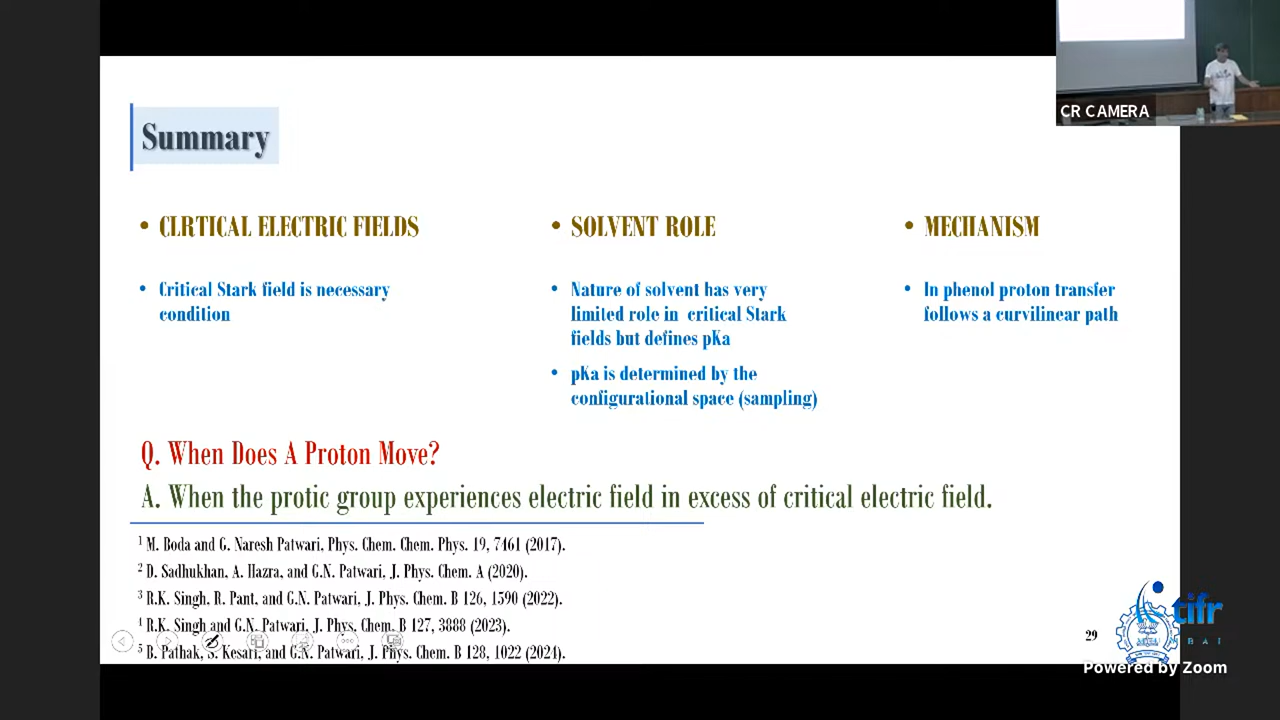 CR CAMERA
Summary
• CLRTICAL ELECTRIC FIELDS
• Critical Stark field is necessary
condition
• SOLVENT ROLE
• Nature of solvent has very
limited role in critical Stark
fields but defines pKa
• pKa is determined by the
configurational space (sampling)
• MECHANISM
• In phenol proton transfer
follows a curvilinear path
Q. When Does A Proton Move?
A. When the protic group experiences electric field in excess of critical electric field.
1 M. Boda and G. Naresh Patwari, Phys. Chem. Chem. Phys. 19, 7461 (2017).
2 D. Sadhukhan, A. Hazra, and G.N. Patwari, J. Phys. Chem. A (2020).
3 R.K. Singh, R. Pant, and G.N. Patwari, J. Phys. Chem. B 126, 1590 (2022).
4 R.K. Singh and G.N. Patwari, J. Phys. Chem. B 127, 3888 (2023).
5 B. Pathak, S. Kesari, and G.N. Patwari, J. Phys. Chem. B 128, 1022 (2024).
29
tifr
Powered by Zoom